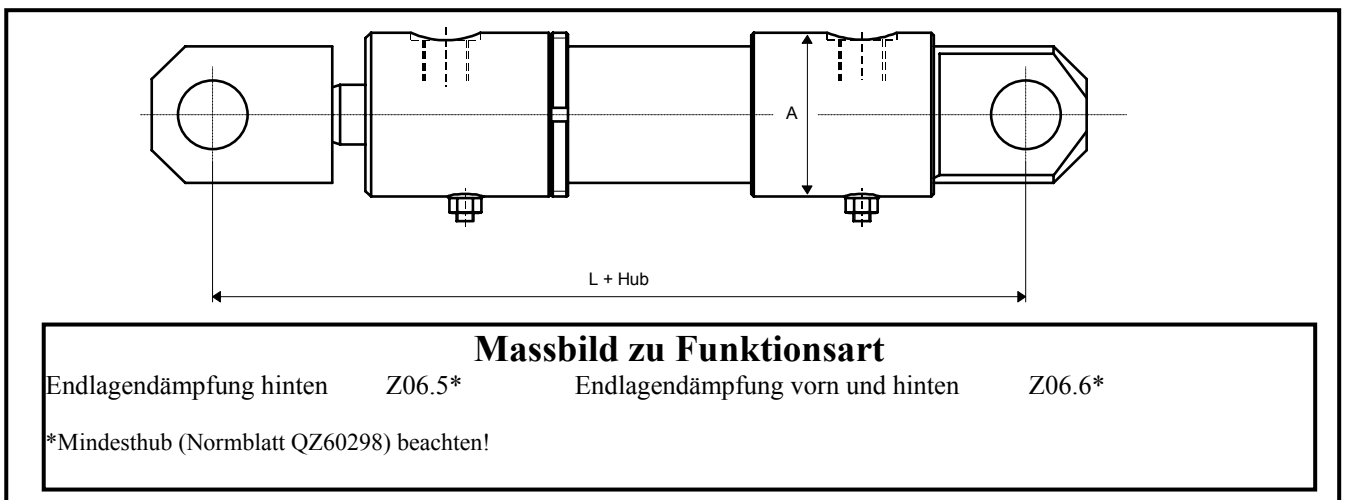 A
L + Hub
Massbild zu Funktionsart
Endlagendämpfung hinten Z06.5* Endlagendämpfung vorn und hinten Z06.6*
*Mindesthub (Normblatt QZ60298) beachten!